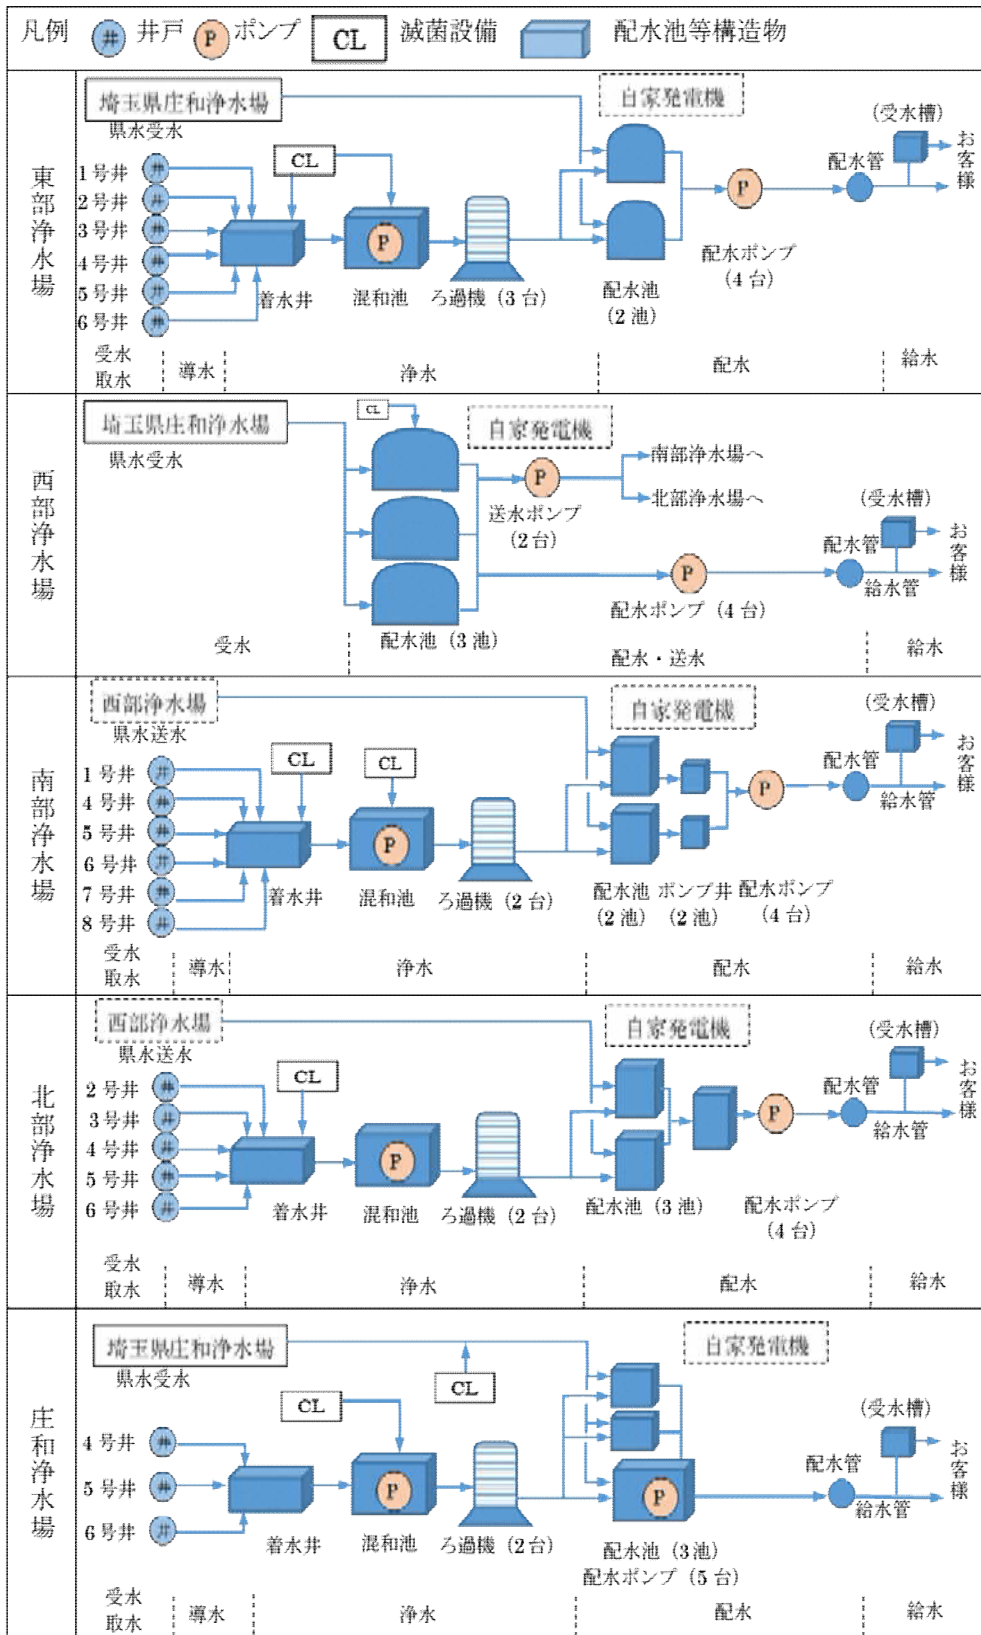 凡例 井 井戸 P ポンプ CL 滅菌設備 配水池等構造物
東部浄水場
埼玉県庄和浄水場
県水受水
自家発電機
(受水槽)
お客様
配水管
CL
1号井 井
2号井 井
3号井 井
4号井 井
5号井 井
6号井 井
P
P
着水井
混和池
ろ過機(3台)
配水池
(2池)
配水ポンプ
(4台)
受水
取水
導水
浄水
配水
給水
西部浄水場
埼玉県庄和浄水場
県水受水
CL
自家発電機
P
南部浄水場へ
北部浄水場へ
送水ポンプ
(2台)
(受水槽)
お客様
配水管
給水管
P
配水池(3池)
配水ポンプ(4台)
受水
配水・送水
給水
南部浄水場
西部浄水場
県水送水
自家発電機
(受水槽)
お客様
配水管
給水管
CL
CL
1号井 井
4号井 井
5号井 井
6号井 井
7号井 井
8号井 井
P
P
着水井
混和池
ろ過機(2台)
配水池
(2池)
ポンプ井
(2池)
配水ポンプ
(4台)
受水
取水
導水
浄水
配水
給水
北部浄水場
西部浄水場
県水送水
自家発電機
(受水槽)
お客様
配水管
給水管
CL
2号井 井
3号井 井
4号井 井
5号井 井
6号井 井
P
P
着水井
混和池
ろ過機(2台)
配水池(3池)
配水ポンプ
(4台)
受水
取水
導水
浄水
配水
給水
庄和浄水場
埼玉県庄和浄水場
県水受水
自家発電機
CL
CL
(受水槽)
お客様
配水管
給水管
4号井 井
5号井 井
6号井 井
P
P
着水井
混和池
ろ過機(2台)
配水池(3池)
配水ポンプ(5台)
受水
取水
導水
浄水
配水
給水